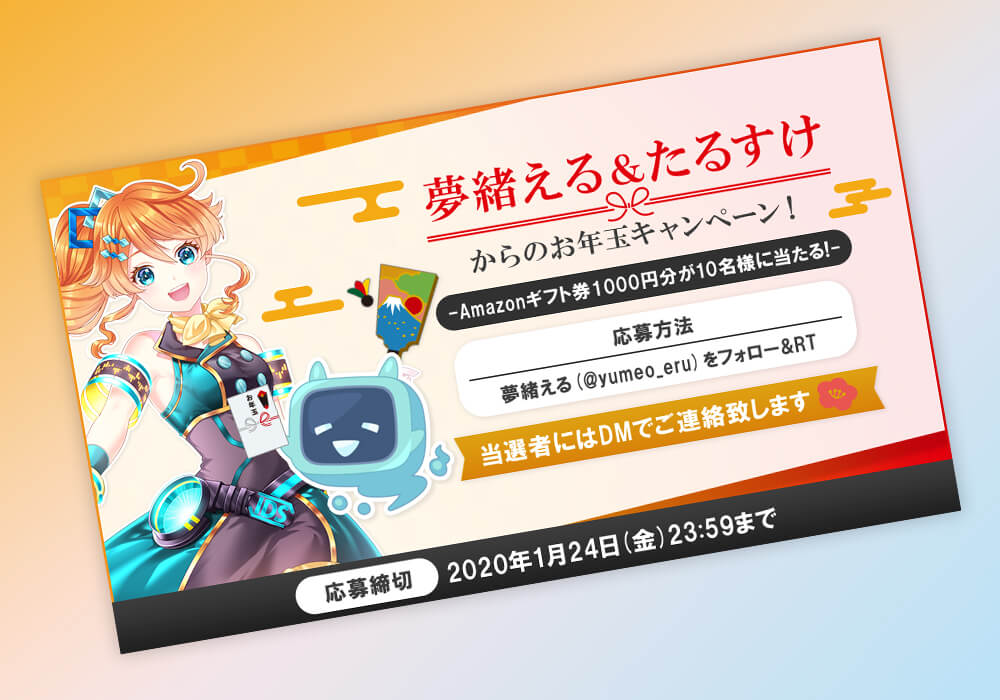 夢緒える&たるすけ
からのお年玉キャンペーン!
-Amazonギフト券1000円分が10名様に当たる!-
応募方法
夢緒える(@yumeo_eru)をフォロー&RT
当選者にはDMでご連絡致します
お年玉
IDS
応募締切 2020年1月24日(金)23:59まで